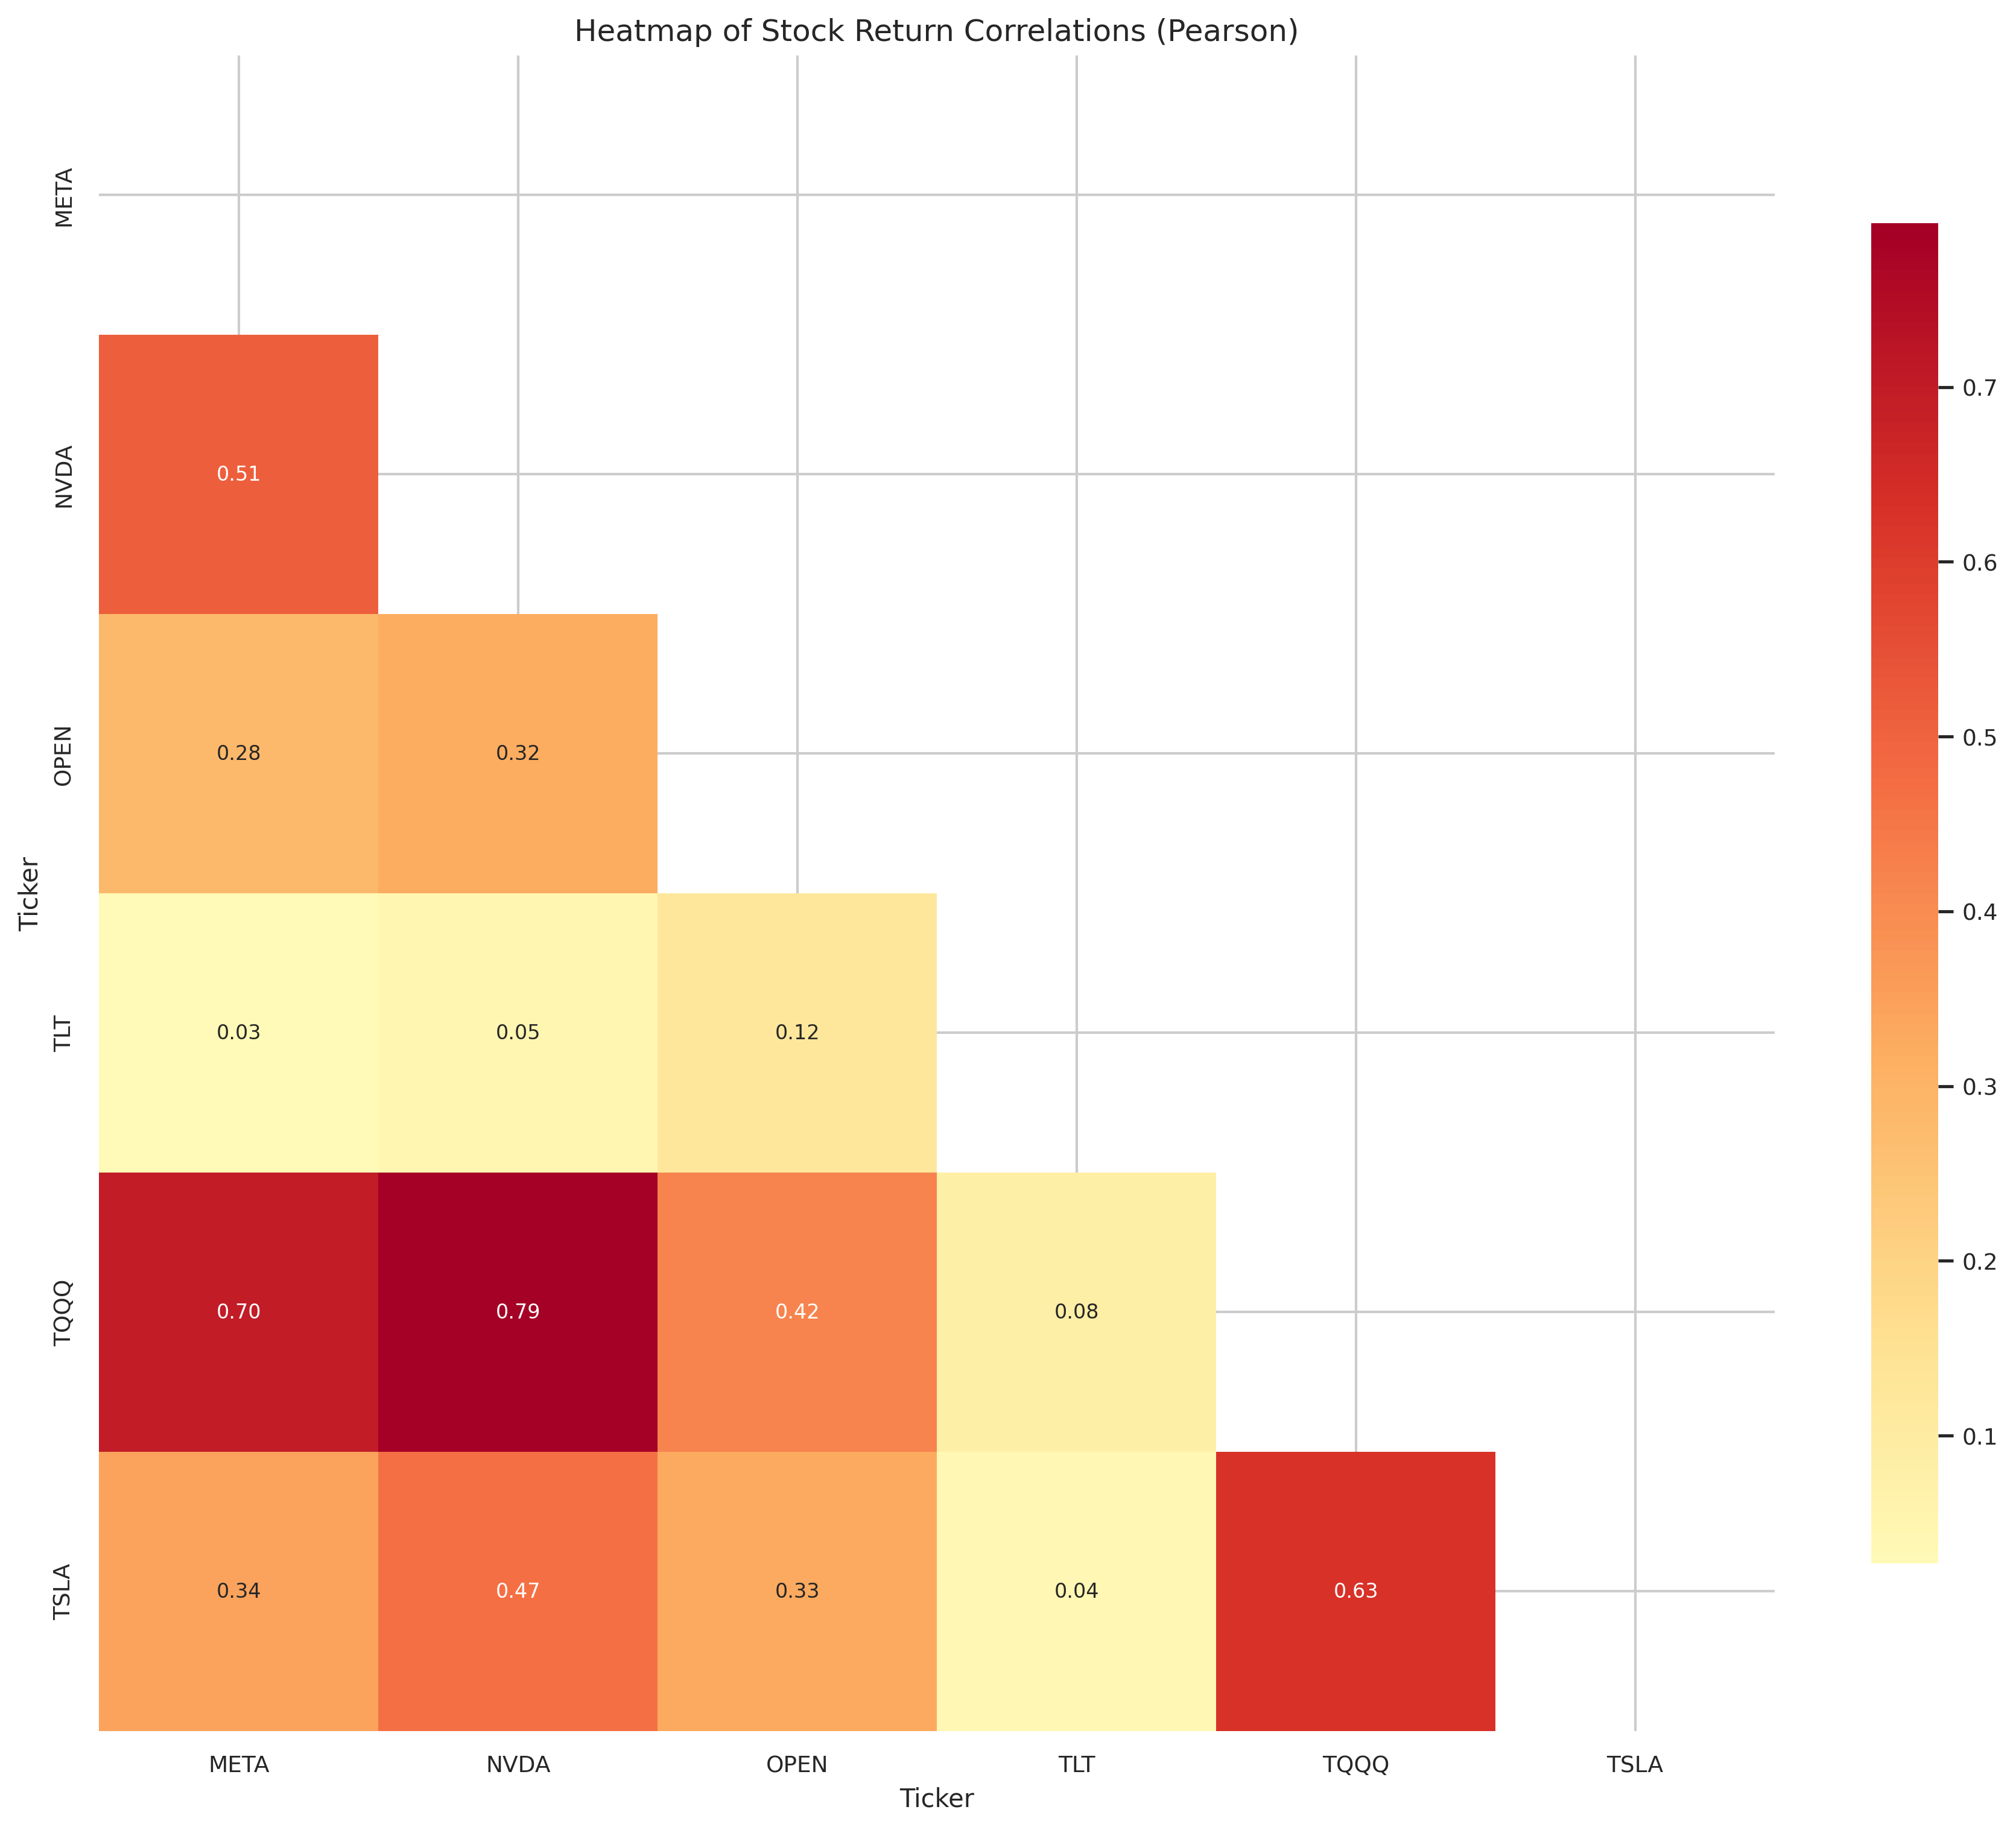 Heatmap of Stock Return Correlations (Pearson)
META
NVDA
OPEN
TLT
TQQQ
TSLA
Ticker
0.51
0.28 0.32
0.03 0.05 0.12
0.70 0.79 0.42 0.08
0.34 0.47 0.33 0.04 0.63
META NVDA OPEN TLT TQQQ TSLA
Ticker
0.7
0.6
0.5
0.4
0.3
0.2
0.1